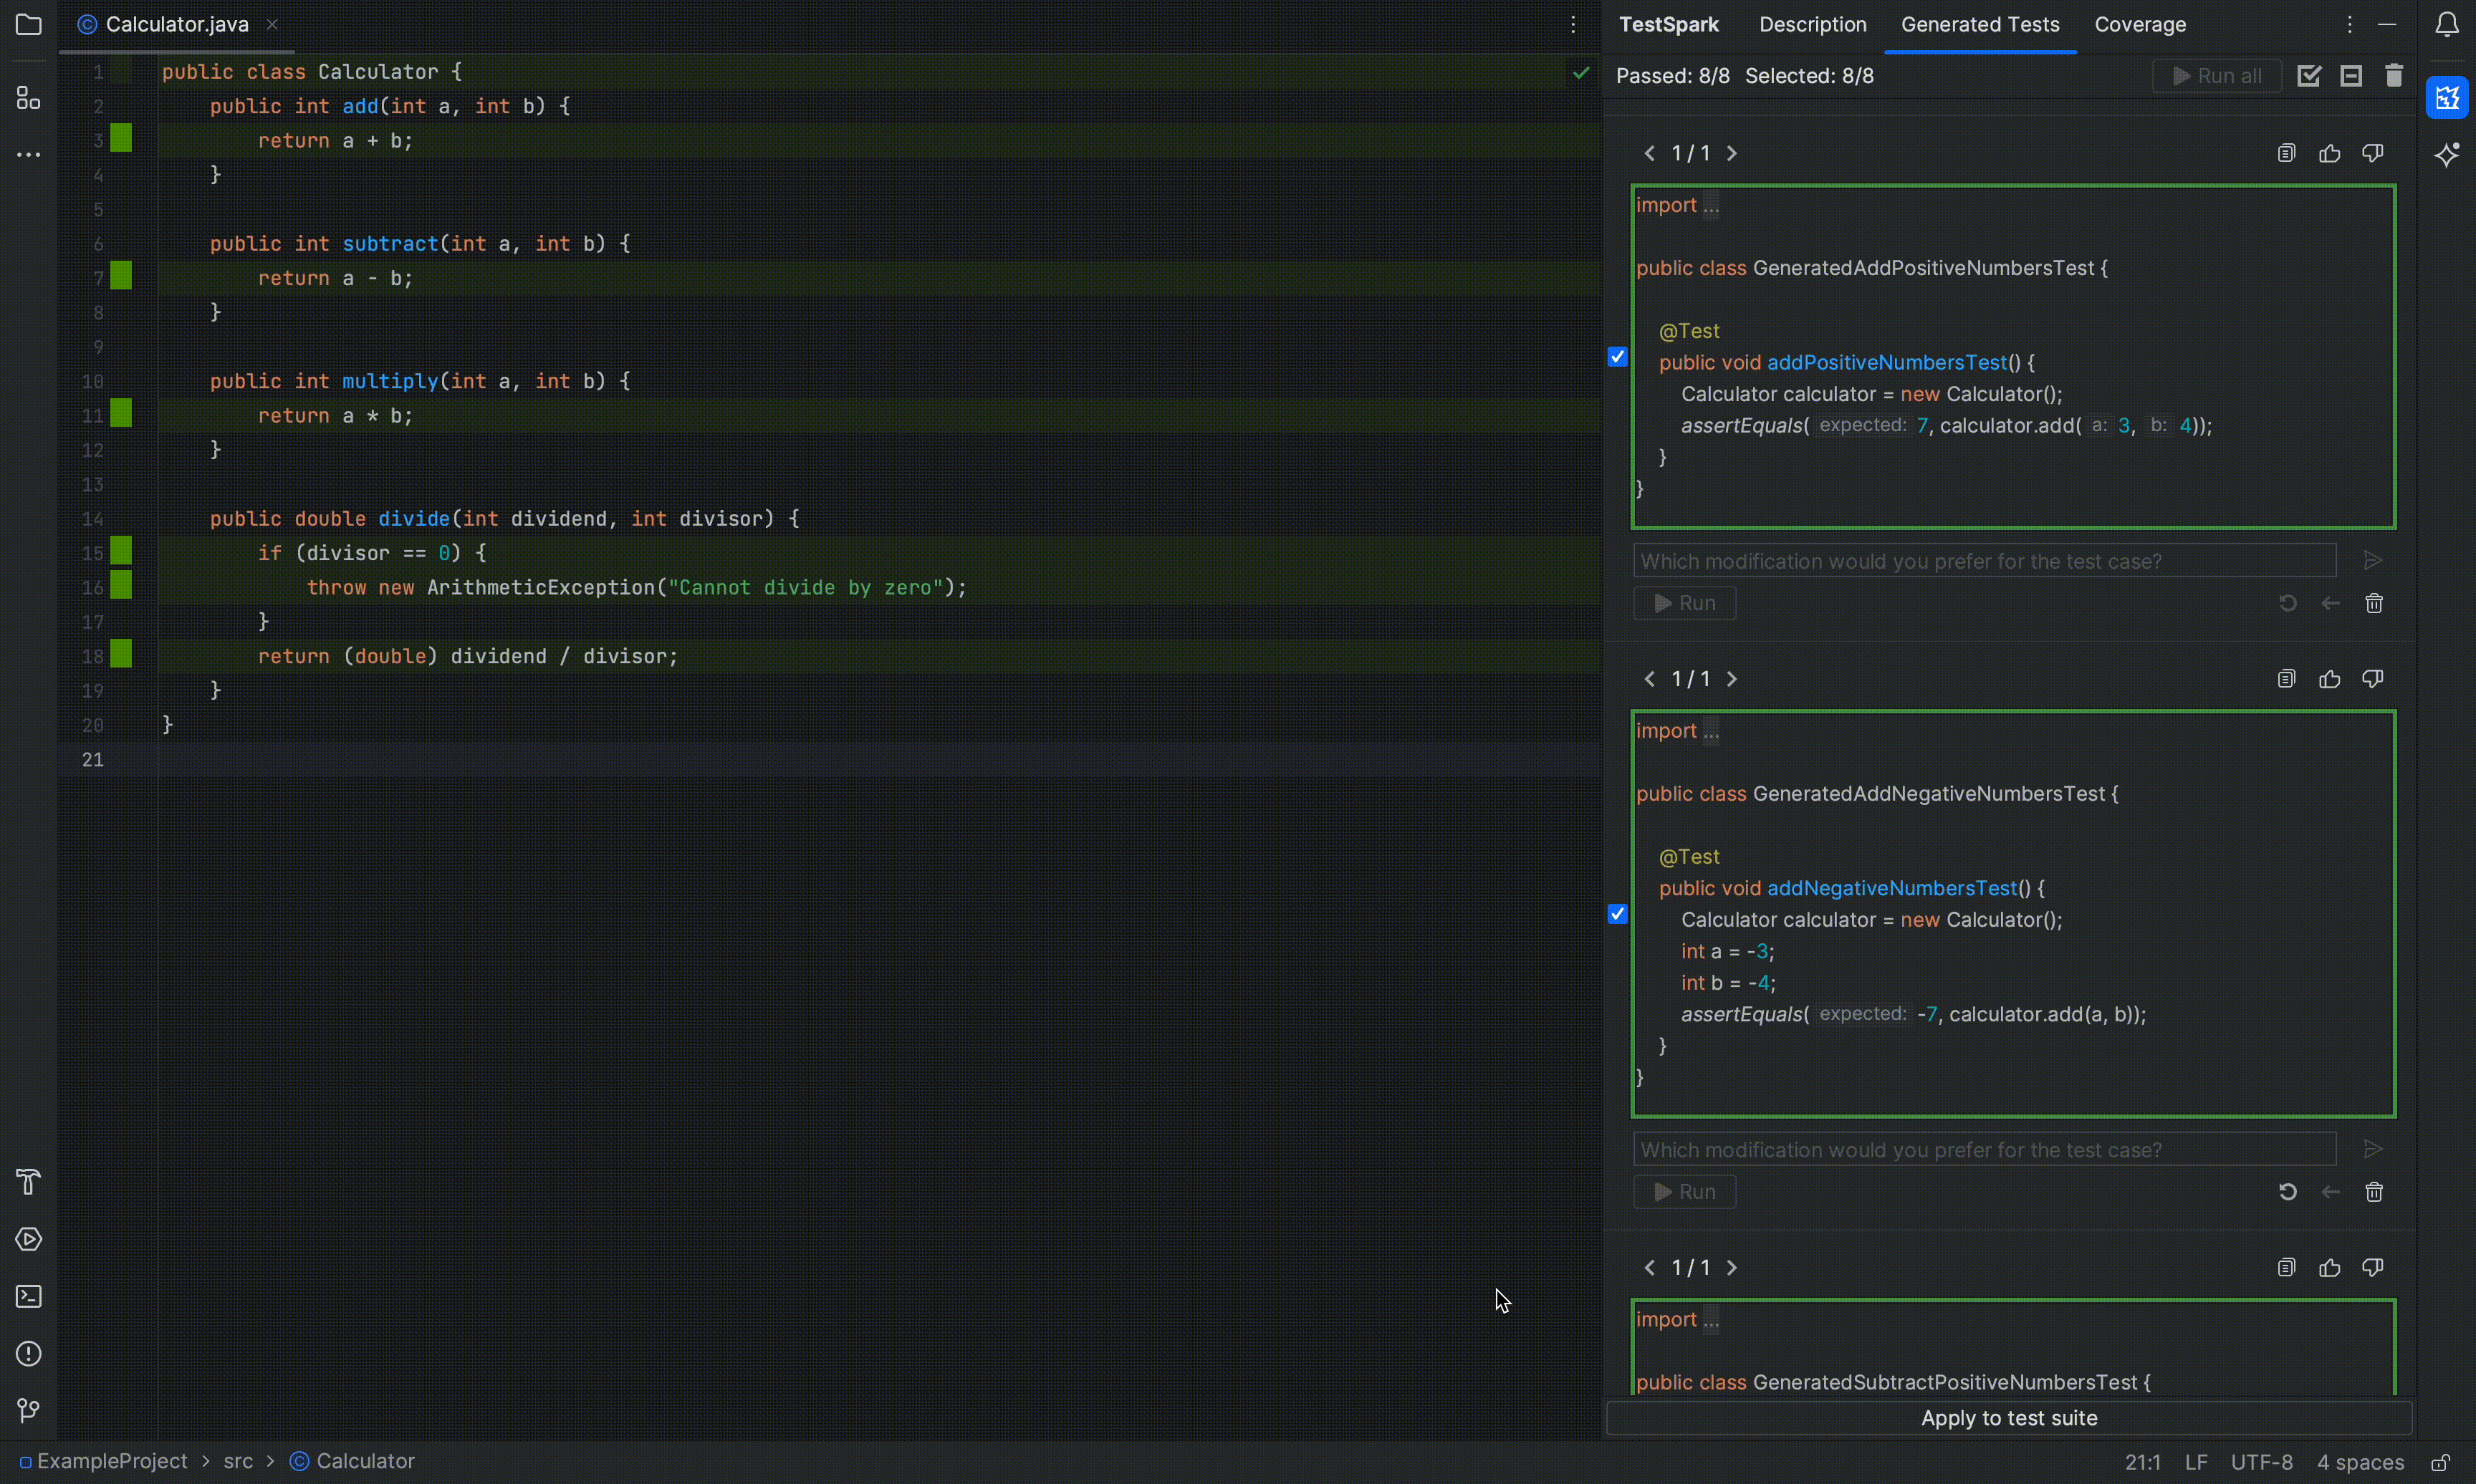 Calculator.java
1 public class Calculator {
2     public int add(int a, int b) {
3         return a + b;
4     }
5
6     public int subtract(int a, int b) {
7         return a - b;
8     }
9
10     public int multiply(int a, int b) {
11         return a * b;
12     }
13
14     public double divide(int dividend, int divisor) {
15         if (divisor == 0) {
16             throw new ArithmeticException("Cannot divide by zero");
17         }
18         return (double) dividend / divisor;
19     }
20 }
21
TestSpark Description Generated Tests Coverage
Passed: 8/8 Selected: 8/8 Run all
1 / 1
import ...
public class GeneratedAddPositiveNumbersTest {
    @Test
    public void addPositiveNumbersTest() {
        Calculator calculator = new Calculator();
        assertEquals( expected: 7, calculator.add( a: 3, b: 4));
    }
}
Which modification would you prefer for the test case?
Run
1 / 1
import ...
public class GeneratedAddNegativeNumbersTest {
    @Test
    public void addNegativeNumbersTest() {
        Calculator calculator = new Calculator();
        int a = -3;
        int b = -4;
        assertEquals( expected: -7, calculator.add(a, b));
    }
}
Which modification would you prefer for the test case?
Run
1 / 1
import ...
public class GeneratedSubtractPositiveNumbersTest {
Apply to test suite
ExampleProject > src > Calculator
21:1 LF UTF-8 4 spaces